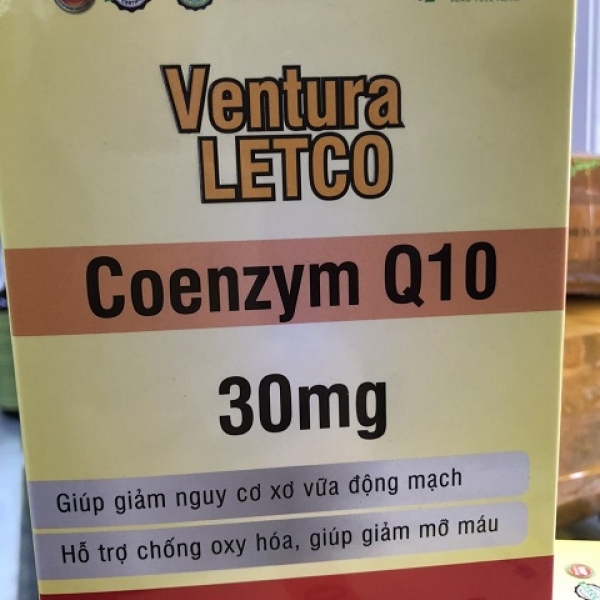 Ventura
LETCO
Coenzym Q10
30mg
Giúp giảm nguy cơ xơ vữa động mạch
Hỗ trợ chống oxy hóa, giúp giảm mỡ máu